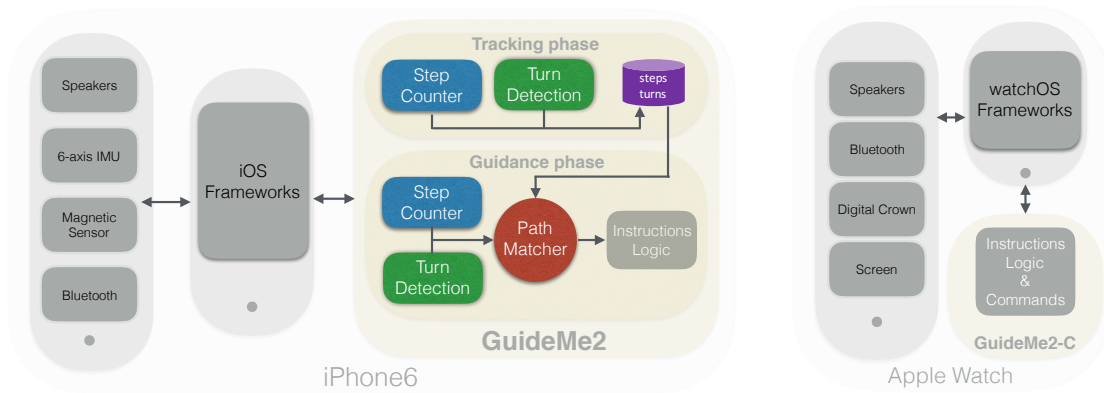 Speakers
6-axis IMU
Magnetic
Sensor
Bluetooth
iOS
Frameworks
Tracking phase
Step
Counter
Turn
Detection
steps
turns
Guidance phase
Step
Counter
Turn
Detection
Path
Matcher
Instructions
Logic
GuideMe2
iPhone6
Speakers
Bluetooth
Digital Crown
Screen
watchOS
Frameworks
Instructions
Logic
&
Commands
GuideMe2-C
Apple Watch